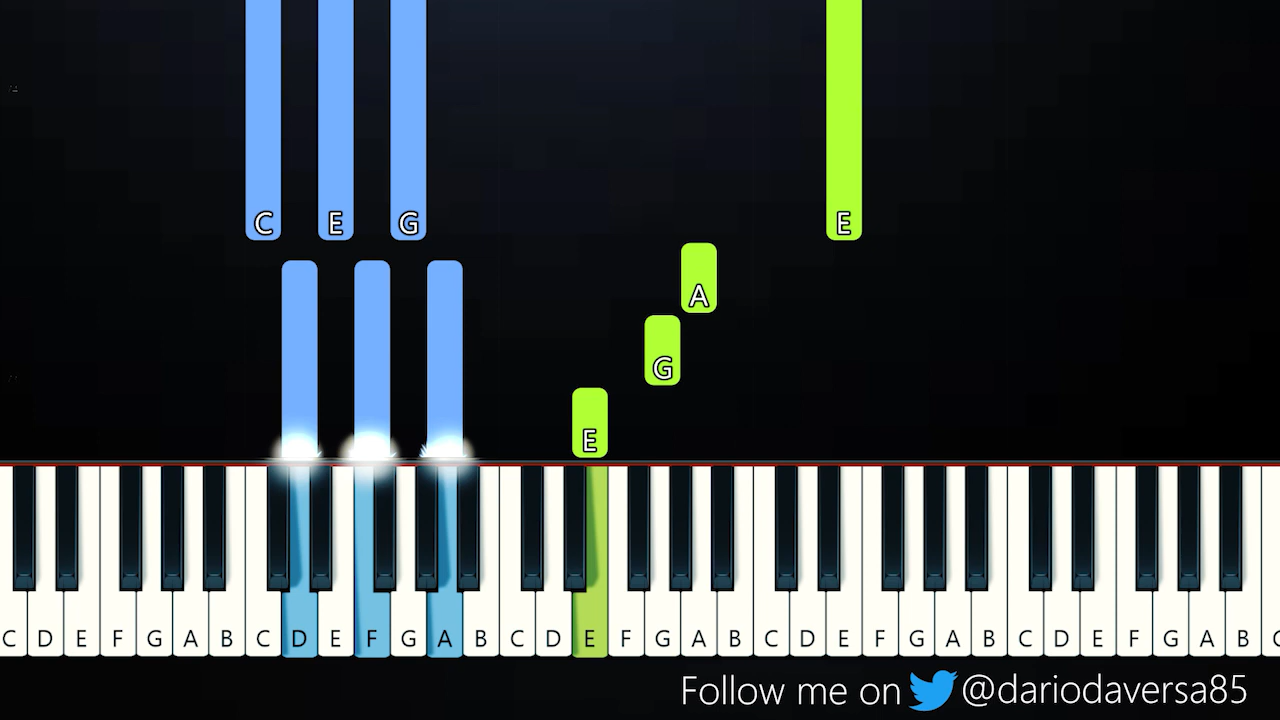 C E G E
A
G
E
C D E F G A B C D E F G A B C D E F G A B C D E F G A B C D E F G A B C
Follow me on @dariodaversa85